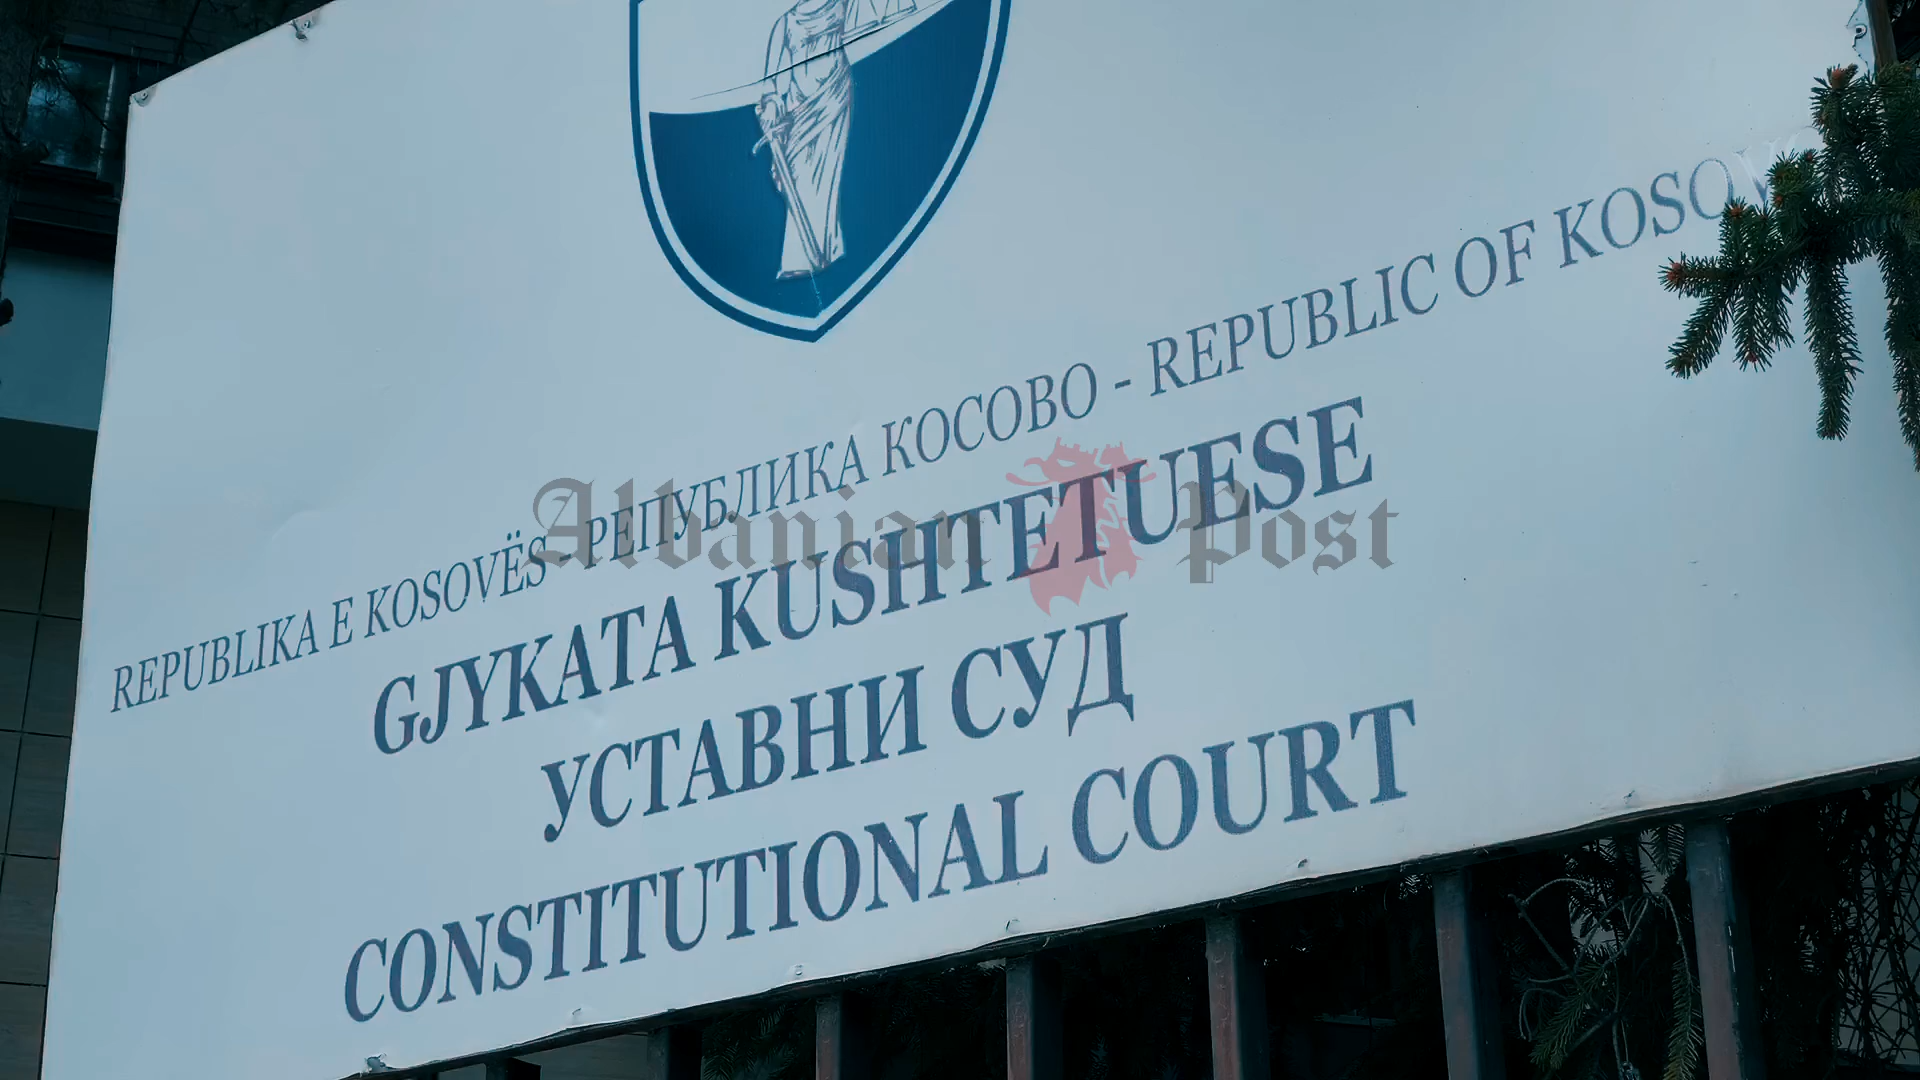 REPUBLIKA E KOSOVËS - РЕПУБЛИКА КОСОВО - REPUBLIC OF KOSOVO
GJYKATA KUSHTETUESE
УСТАВНИ СУД
CONSTITUTIONAL COURT
Albanian Post